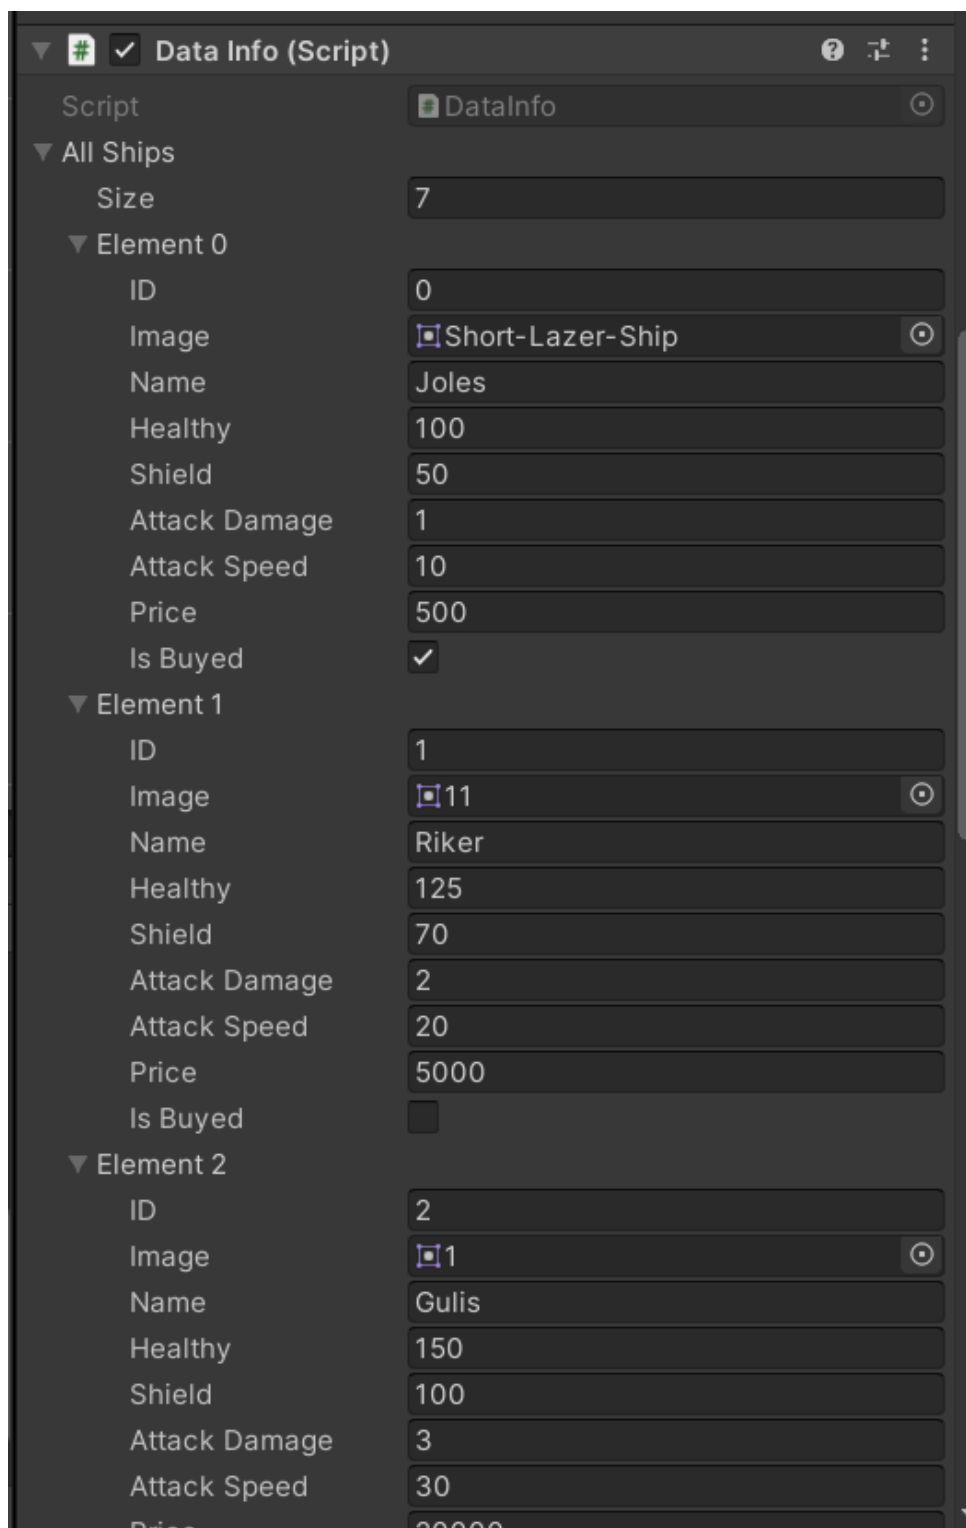 Data Info (Script)
Script DataInfo
All Ships
Size 7
Element 0
ID 0
Image Short-Lazer-Ship
Name Joles
Healthy 100
Shield 50
Attack Damage 1
Attack Speed 10
Price 500
Is Buyed
Element 1
ID 1
Image 11
Name Riker
Healthy 125
Shield 70
Attack Damage 2
Attack Speed 20
Price 5000
Is Buyed
Element 2
ID 2
Image 1
Name Gulis
Healthy 150
Shield 100
Attack Damage 3
Attack Speed 30
Price